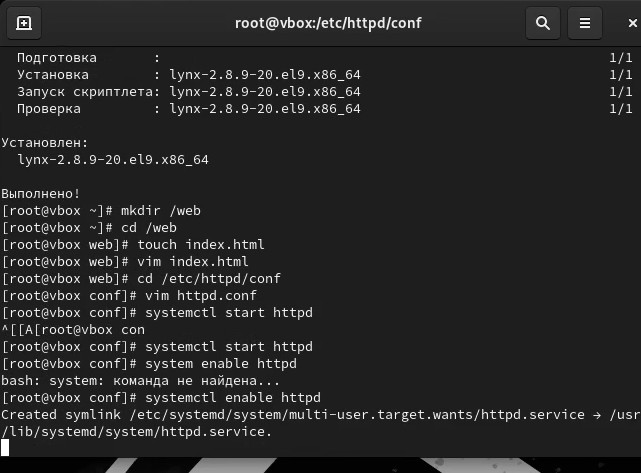 root@vbox:/etc/httpd/conf
Подготовка : 1/1
Установка : lynx-2.8.9-20.el9.x86_64 1/1
Запуск скриптлета: lynx-2.8.9-20.el9.x86_64 1/1
Проверка : lynx-2.8.9-20.el9.x86_64 1/1
Установлен:
lynx-2.8.9-20.el9.x86_64
Выполнено!
[root@vbox ~]# mkdir /web
[root@vbox ~]# cd /web
[root@vbox web]# touch index.html
[root@vbox web]# vim index.html
[root@vbox web]# cd /etc/httpd/conf
[root@vbox conf]# vim httpd.conf
[root@vbox conf]# systemctl start httpd
^[[A[root@vbox con
[root@vbox conf]# systemctl start httpd
[root@vbox conf]# system enable httpd
bash: system: команда не найдена...
[root@vbox conf]# systemctl enable httpd
Created symlink /etc/systemd/system/multi-user.target.wants/httpd.service → /usr
/lib/systemd/system/httpd.service.